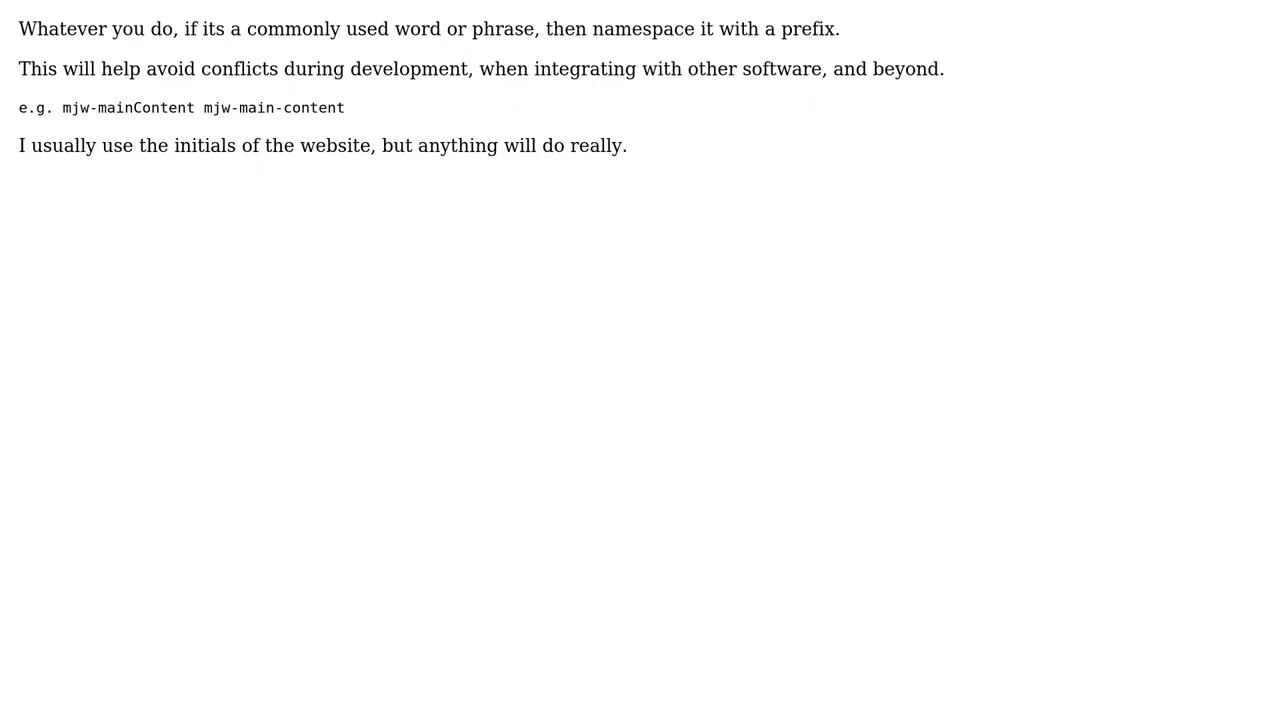 Whatever you do, if its a commonly used word or phrase, then namespace it with a prefix.
This will help avoid conflicts during development, when integrating with other software, and beyond.
e.g. mjw-mainContent mjw-main-content
I usually use the initials of the website, but anything will do really.